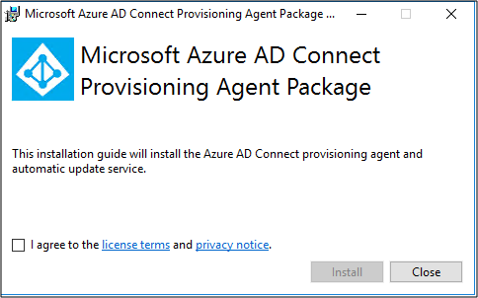 Microsoft Azure AD Connect Provisioning Agent Package ...
Microsoft Azure AD Connect
Provisioning Agent Package
This installation guide will install the Azure AD Connect provisioning agent and
automatic update service.
I agree to the license terms and privacy notice.
Install Close